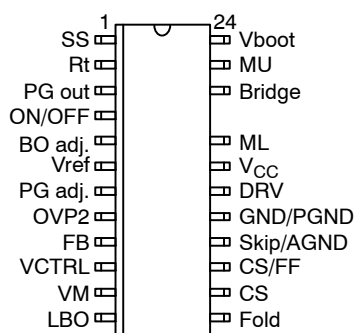 1 24
SS Vboot
Rt MU
PG out Bridge
ON/OFF
BO adj. ML
Vref VCC
PG adj. DRV
OVP2 GND/PGND
FB Skip/AGND
VCTRL CS/FF
VM CS
LBO Fold